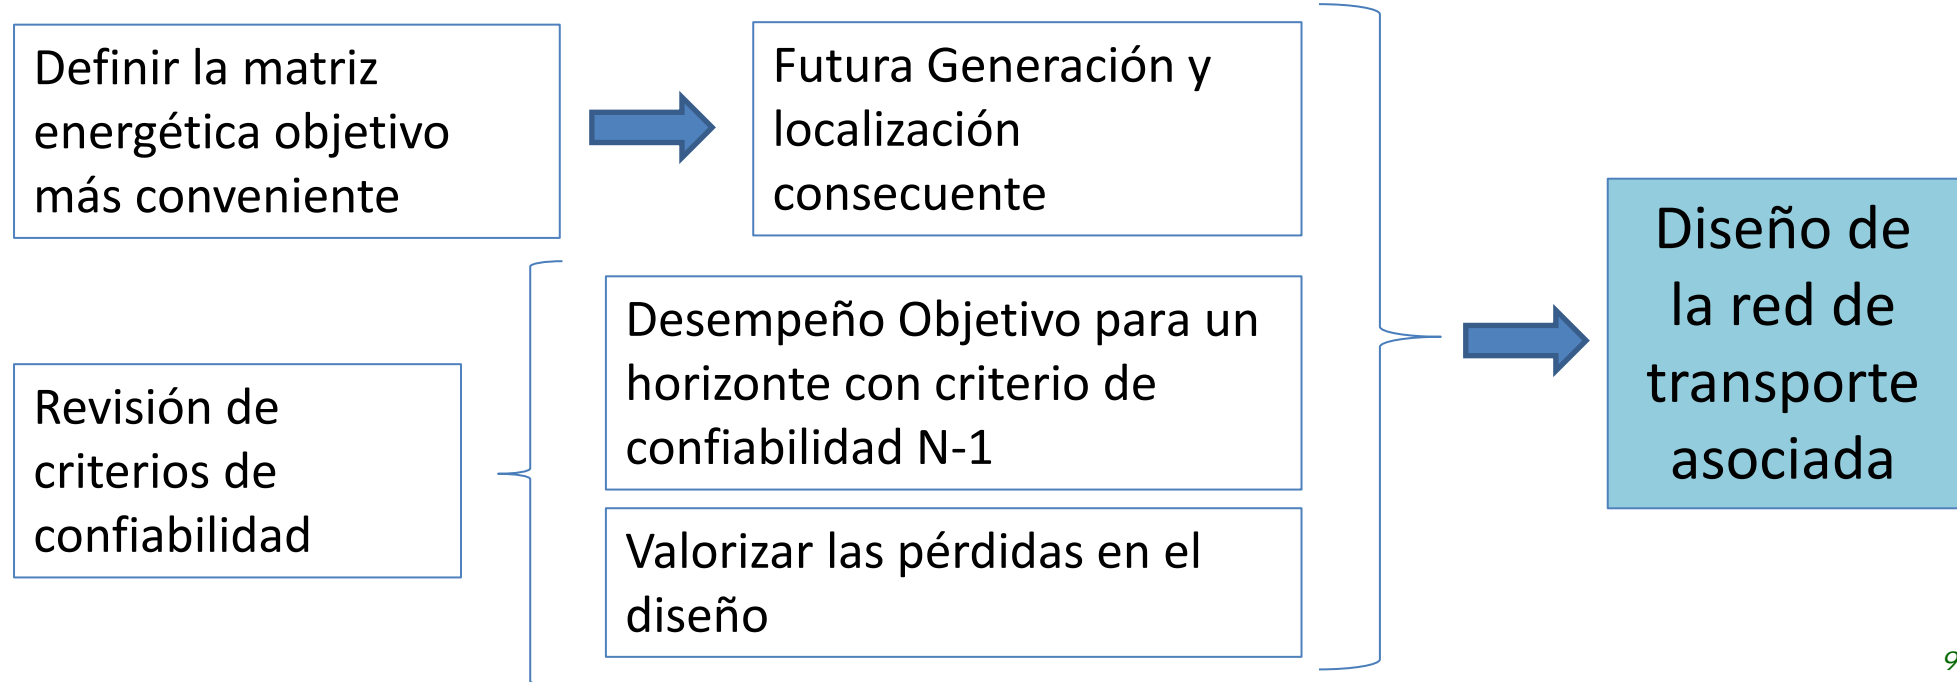 Definir la matriz
energética objetivo
más conveniente
Futura Generación y
localización
consecuente
Revisión de
criterios de
confiabilidad
Desempeño Objetivo para un
horizonte con criterio de
confiabilidad N-1
Valorizar las pérdidas en el
diseño
Diseño de
la red de
transporte
asociada
9